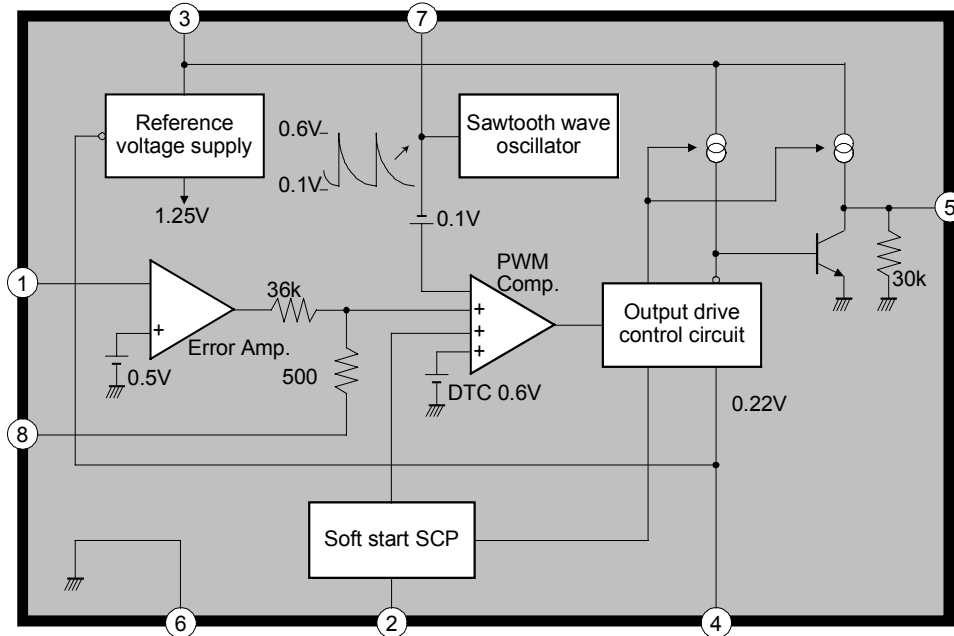 3
7
Reference
voltage supply
0.6V
0.1V
Sawtooth wave
oscillator
1.25V
0.1V
5
1
PWM
Comp.
36k
30k
+
Error Amp.
0.5V
500
+
+
+
DTC 0.6V
Output drive
control circuit
0.22V
8
Soft start SCP
6
2
4